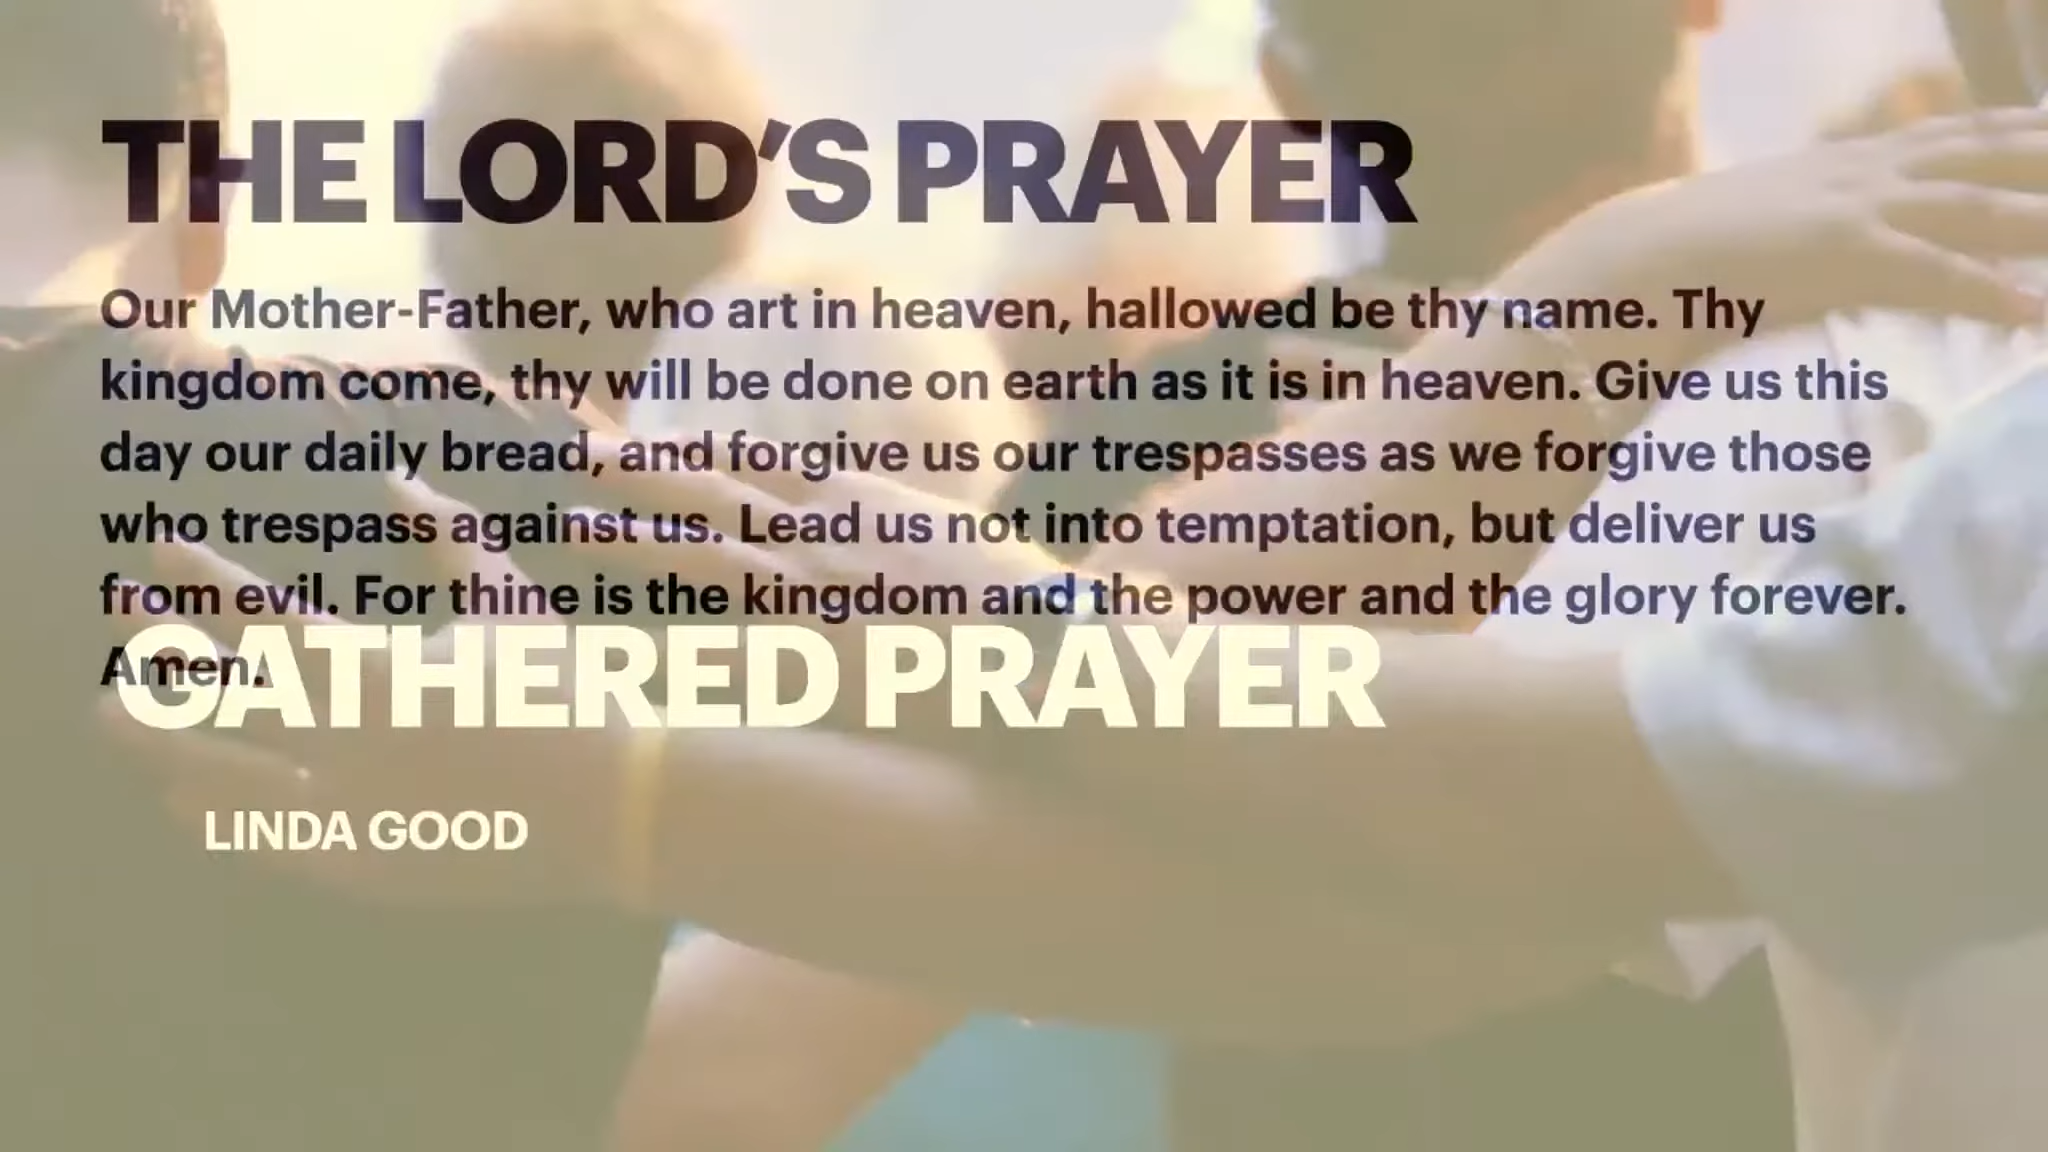 THE LORD'S PRAYER
Our Mother-Father, who art in heaven, hallowed be thy name. Thy
kingdom come, thy will be done on earth as it is in heaven. Give us this
day our daily bread, and forgive us our trespasses as we forgive those
who trespass against us. Lead us not into temptation, but deliver us
from evil. For thine is the kingdom and the power and the glory forever.
Amen.
GATHERED PRAYER
LINDA GOOD